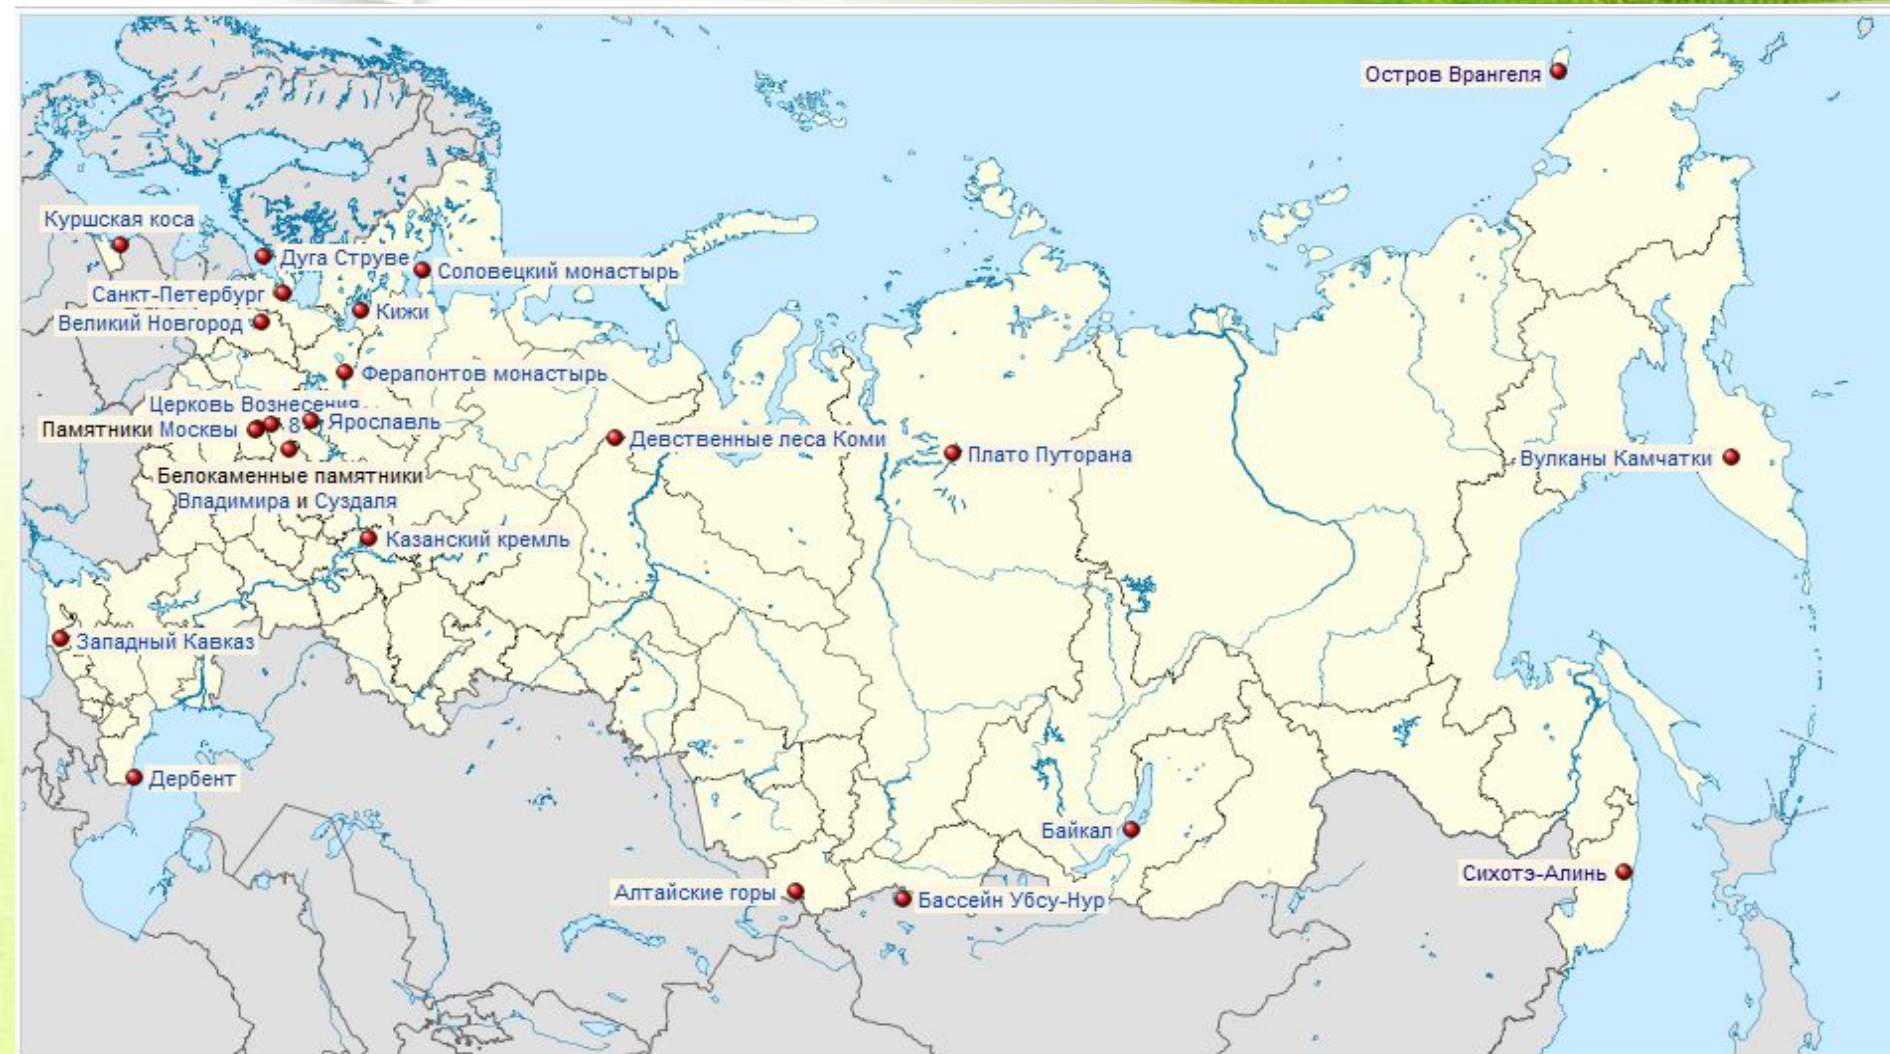 Остров Врангеля
Куршская коса
Дуга Струве
Соловецкий монастырь
Санкт-Петербург
Кижи
Великий Новгород
Ферапонтов монастырь
Церковь Вознесения
Памятники Москвы
8
Ярославль
Девственные леса Коми
Плато Путорана
Вулканы Камчатки
Белокаменные памятники
Владимира и Суздаля
Казанский кремль
Западный Кавказ
Дербент
Байкал
Сихотэ-Алинь
Алтайские горы
Бассейн Убсу-Нур